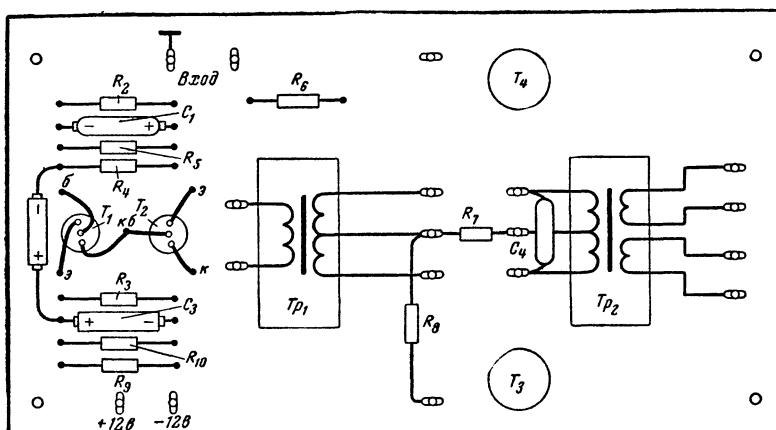 Вход
R₂
C₁
R₅
R₄
R₆
T₄
б
T₁
T₂
э
кб
э
к
Tp₁
R₇
R₈
C₄
Tp₂
R₃
C₃
R₁₀
R₉
T₃
+12в
-12в
- +
- +
+ -